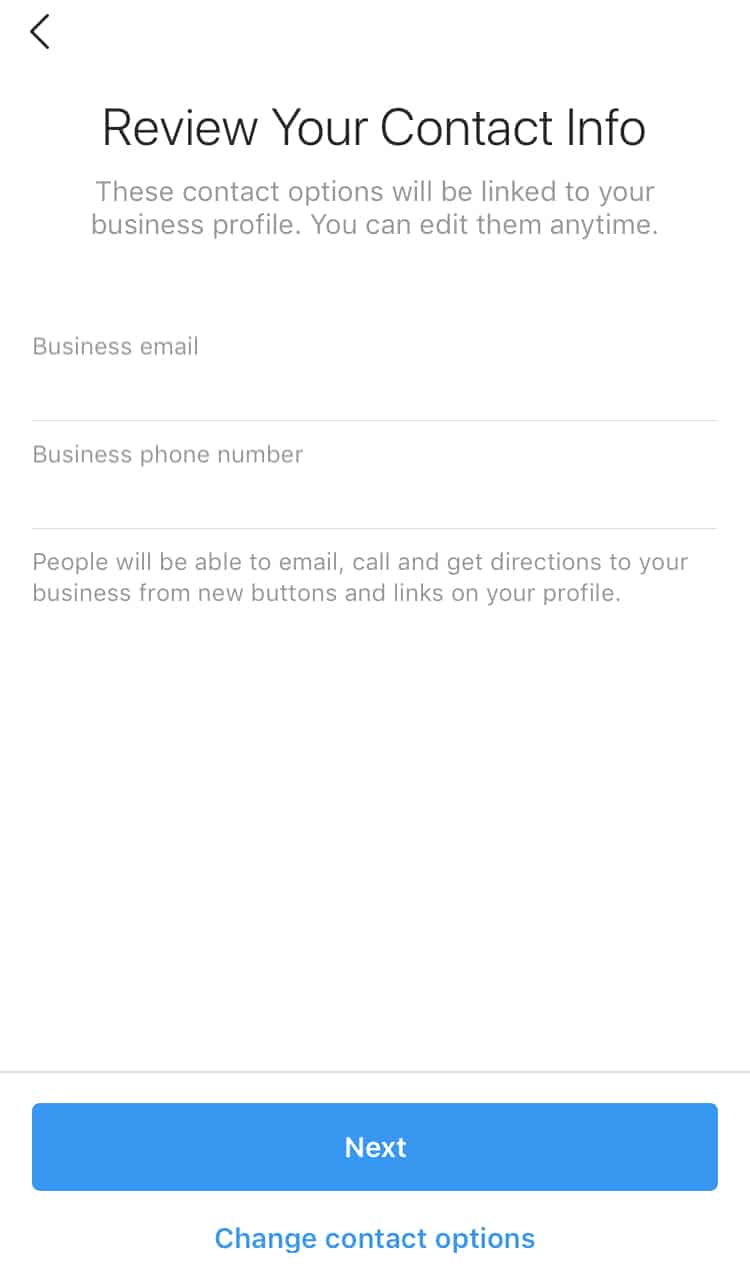 Review Your Contact Info
These contact options will be linked to your
business profile. You can edit them anytime.
Business email
Business phone number
People will be able to email, call and get directions to your
business from new buttons and links on your profile.
Next
Change contact options